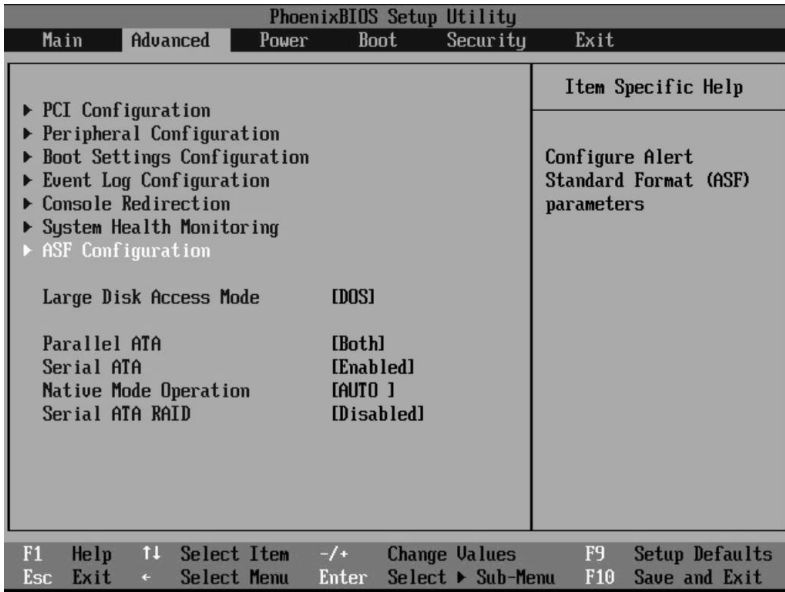 PhoenixBIOS Setup Utility
Main Advanced Power Boot Security Exit
Item Specific Help
▶ PCI Configuration
▶ Peripheral Configuration
▶ Boot Settings Configuration
▶ Event Log Configuration
▶ Console Redirection
▶ System Health Monitoring
▶ ASF Configuration
Large Disk Access Mode [DOS]
Parallel ATA [Both]
Serial ATA [Enabled]
Native Mode Operation [AUTO ]
Serial ATA RAID [Disabled]
Configure Alert
Standard Format (ASF)
parameters
F1 Help ↑↓ Select Item -/+ Change Values F9 Setup Defaults
Esc Exit ← Select Menu Enter Select ▶ Sub-Menu F10 Save and Exit